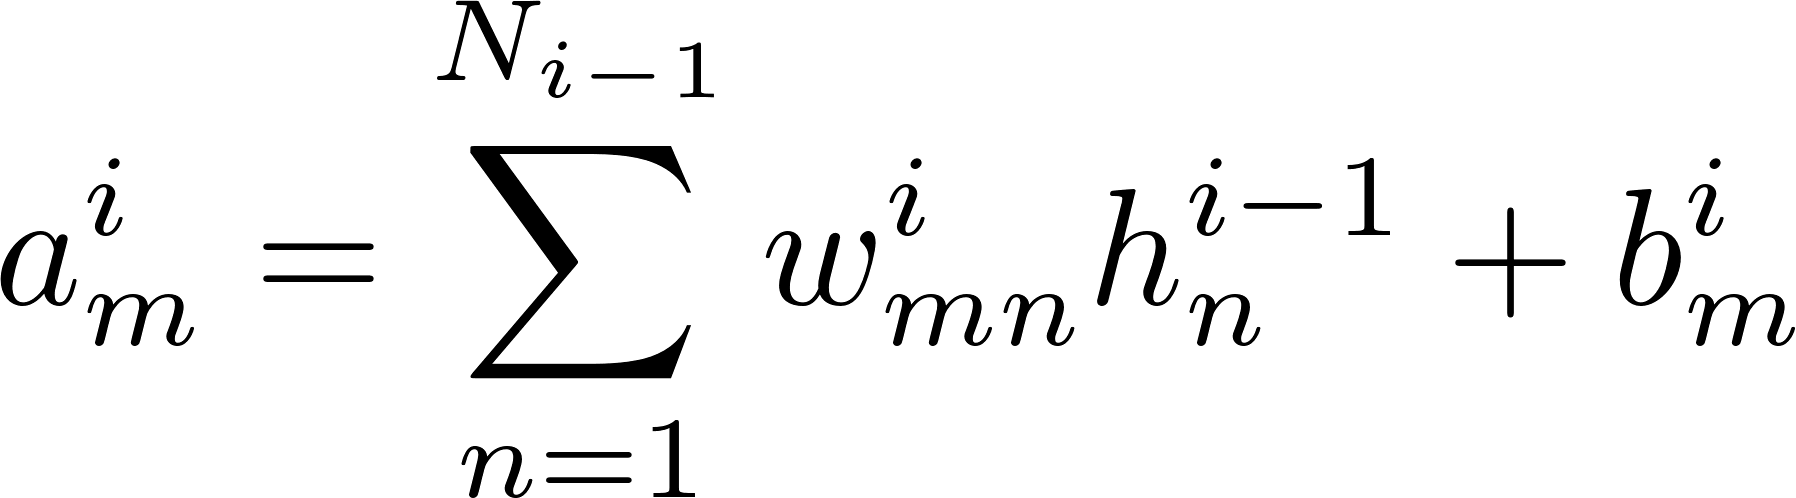 a_m^i = \sum_{n=1}^{N_{i-1}} w_{mn}^i h_n^{i-1} + b_m^i